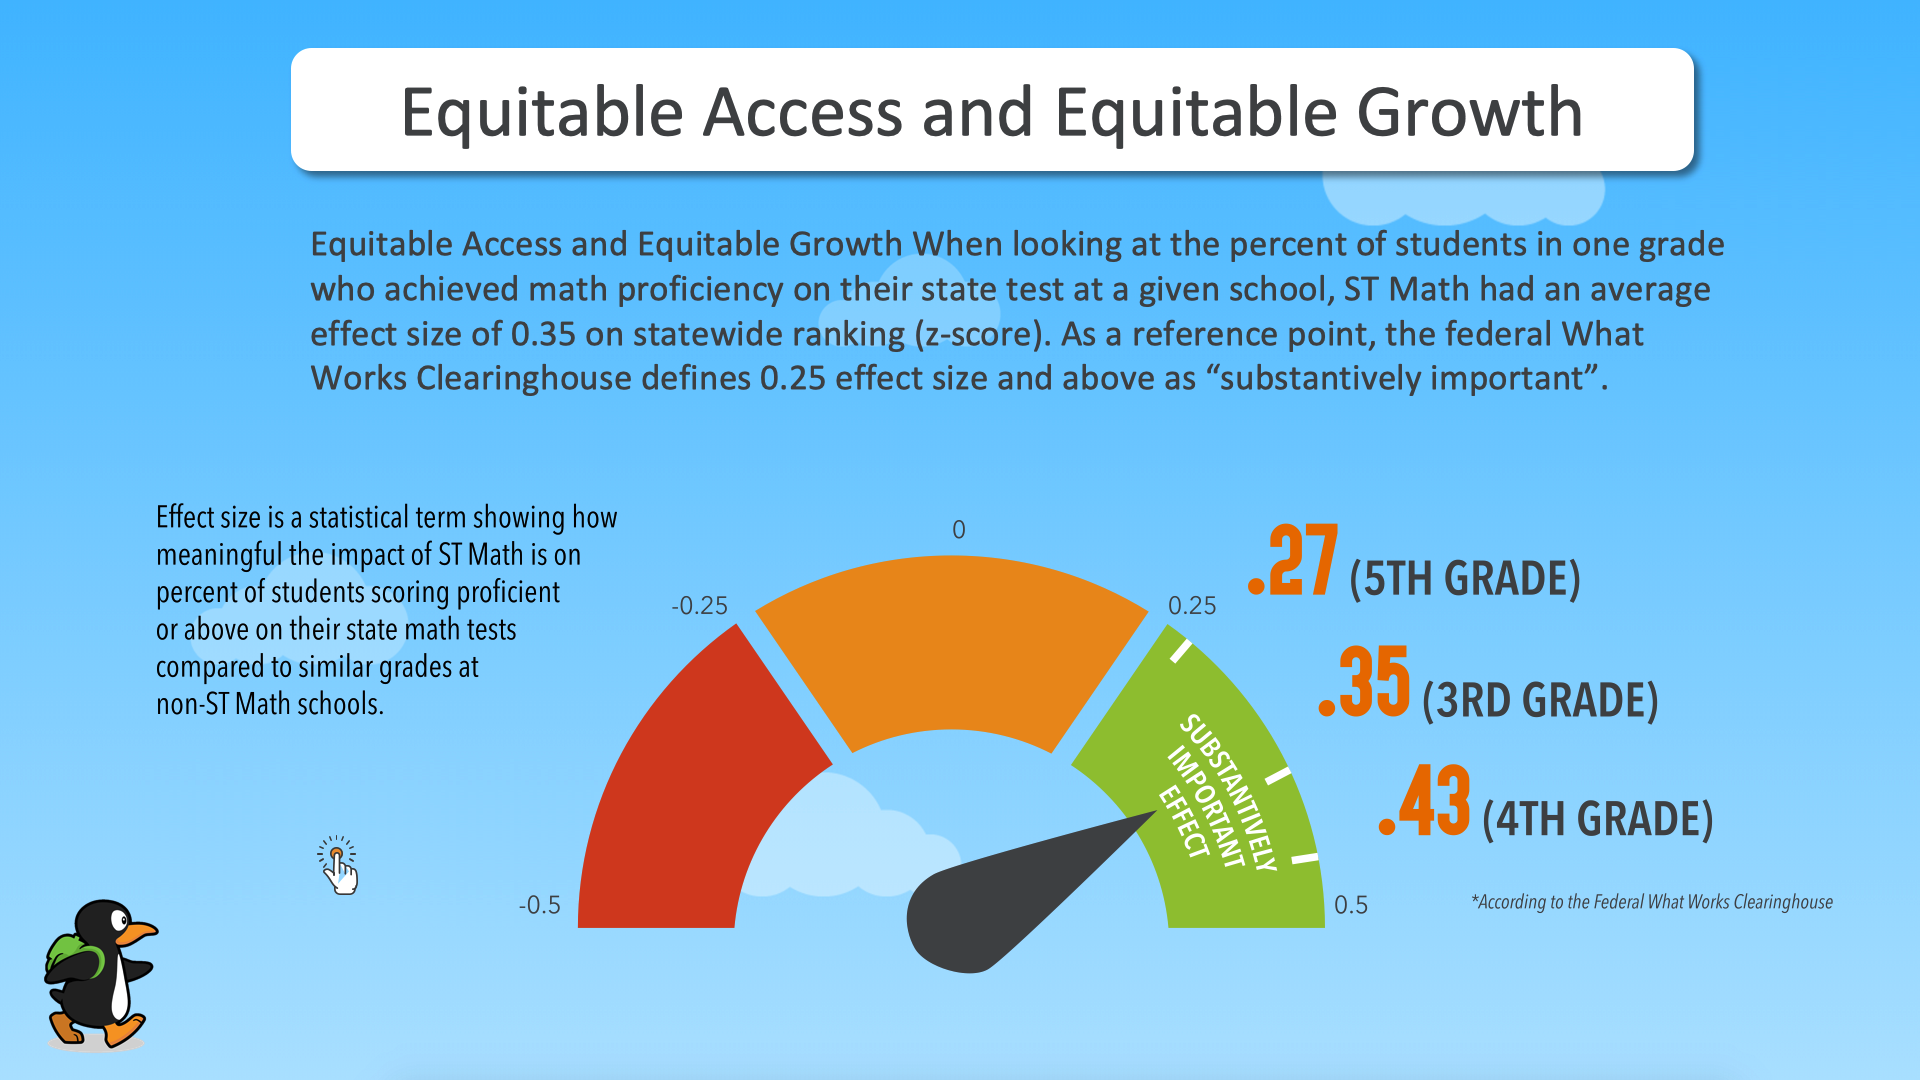 Equitable Access and Equitable Growth
Equitable Access and Equitable Growth When looking at the percent of students in one grade
who achieved math proficiency on their state test at a given school, ST Math had an average
effect size of 0.35 on statewide ranking (z-score). As a reference point, the federal What
Works Clearinghouse defines 0.25 effect size and above as “substantively important”.
Effect size is a statistical term showing how
meaningful the impact of ST Math is on
percent of students scoring proficient
or above on their state math tests
compared to similar grades at
non-ST Math schools.
-0.5
-0.25
0
0.25
0.5
SUBSTANTIVELY
IMPORTANT
EFFECT
.27 (5TH GRADE)
.35 (3RD GRADE)
.43 (4TH GRADE)
*According to the Federal What Works Clearinghouse